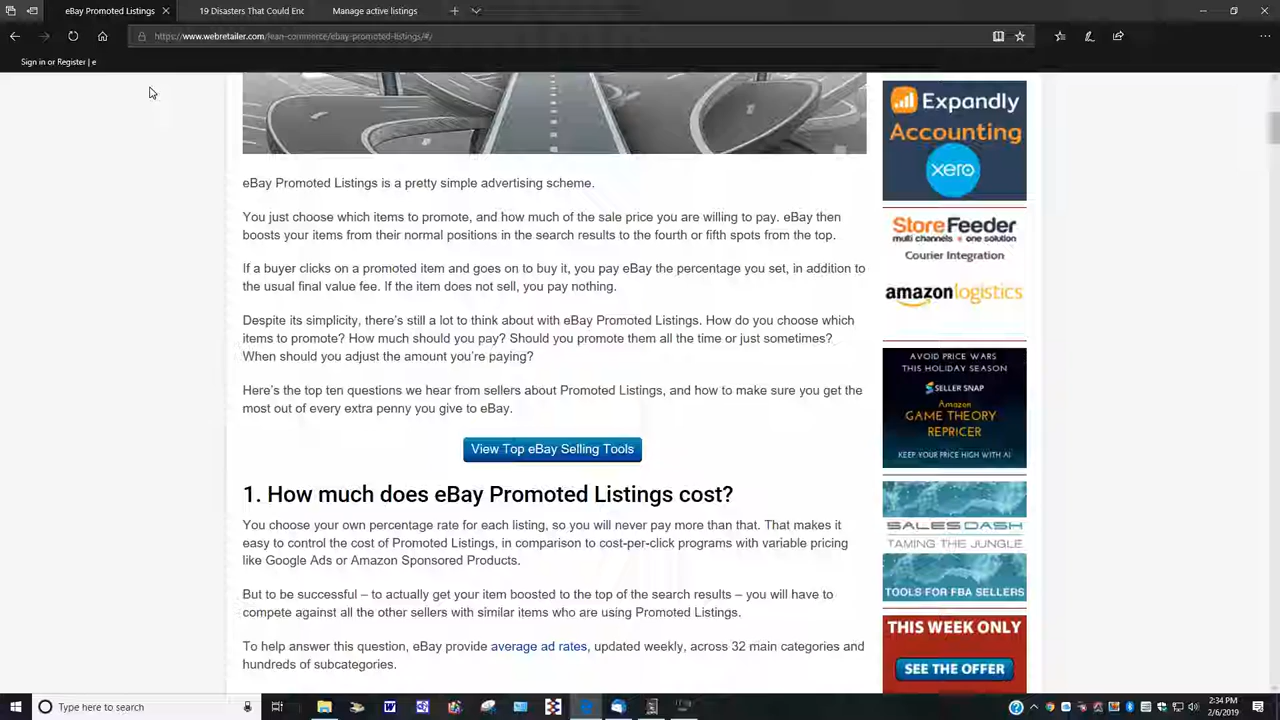 eBay Promoted Listings
19 Disasters That Could Enc
Manage active listings
https://www.webretailer.com/lean-commerce/ebay-promoted-listings/#/
Sign in or Register | e
eBay Promoted Listings is a pretty simple advertising scheme.
You just choose which items to promote, and how much of the sale price you are willing to pay. eBay then
boosts your items from their normal positions in the search results to the fourth or fifth spots from the top.
If a buyer clicks on a promoted item and goes on to buy it, you pay eBay the percentage you set, in addition to
the usual final value fee. If the item does not sell, you pay nothing.
Despite its simplicity, there's still a lot to think about with eBay Promoted Listings. How do you choose which
items to promote? How much should you pay? Should you promote them all the time or just sometimes?
When should you adjust the amount you're paying?
Here's the top ten questions we hear from sellers about Promoted Listings, and how to make sure you get the
most out of every extra penny you give to eBay.
View Top eBay Selling Tools
1. How much does eBay Promoted Listings cost?
You choose your own percentage rate for each listing, so you will never pay more than that. That makes it
easy to control the cost of Promoted Listings, in comparison to cost-per-click programs with variable pricing
like Google Ads or Amazon Sponsored Products.
But to be successful – to actually get your item boosted to the top of the search results – you will have to
compete against all the other sellers with similar items who are using Promoted Listings.
To help answer this question, eBay provide average ad rates, updated weekly, across 32 main categories and
hundreds of subcategories.
Expandly
Accounting
xero
StoreFeeder
multi channels + one solution
Courier Integration
amazonlogistics
AVOID PRICE WARS
THIS HOLIDAY SEASON
SELLER SNAP
Amazon
GAME THEORY
REPRICER
KEEP YOUR PRICE HIGH WITH AI
SALES DASH
TAMING THE JUNGLE
TOOLS FOR FBA SELLERS
THIS WEEK ONLY
SEE THE OFFER
Type here to search
2:34 PM
2/6/2019